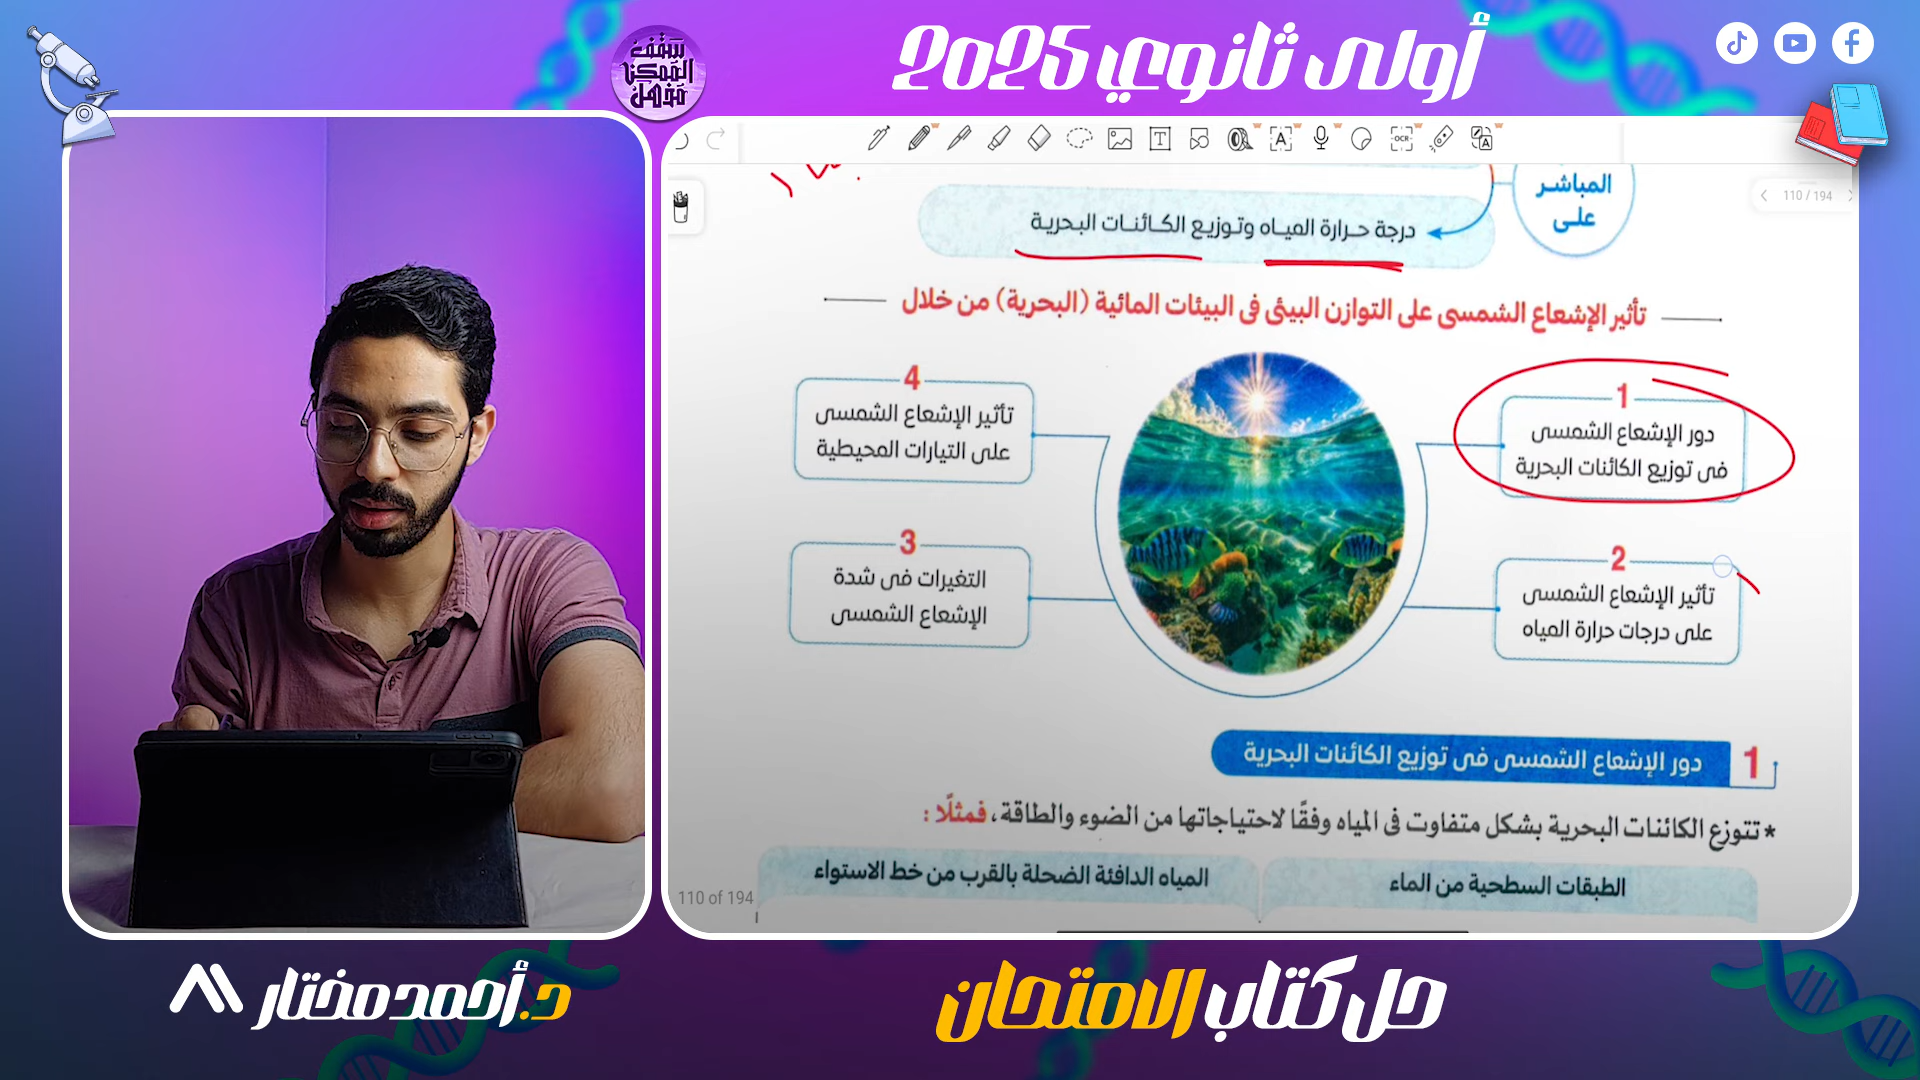 أولى ثانوي 2025
سقف
الممكن
مذهل
110 / 194
المباشر
على
درجة حرارة المياه وتوزيع الكائنات البحرية
تأثير الإشعاع الشمسى على التوازن البيئى فى البيئات المائية (البحرية) من خلال
1
دور الإشعاع الشمسى
فى توزيع الكائنات البحرية
2
تأثير الإشعاع الشمسى
على درجات حرارة المياه
3
التغيرات فى شدة
الإشعاع الشمسى
4
تأثير الإشعاع الشمسى
على التيارات المحيطية
1 دور الإشعاع الشمسى فى توزيع الكائنات البحرية
* تتوزع الكائنات البحرية بشكل متفاوت فى المياه وفقًا لاحتياجاتها من الضوء والطاقة، فمثلًا :
الطبقات السطحية من الماء
المياه الدافئة الضحلة بالقرب من خط الاستواء
110 of 194
حل كتاب الامتحان
د.أحمد مختار